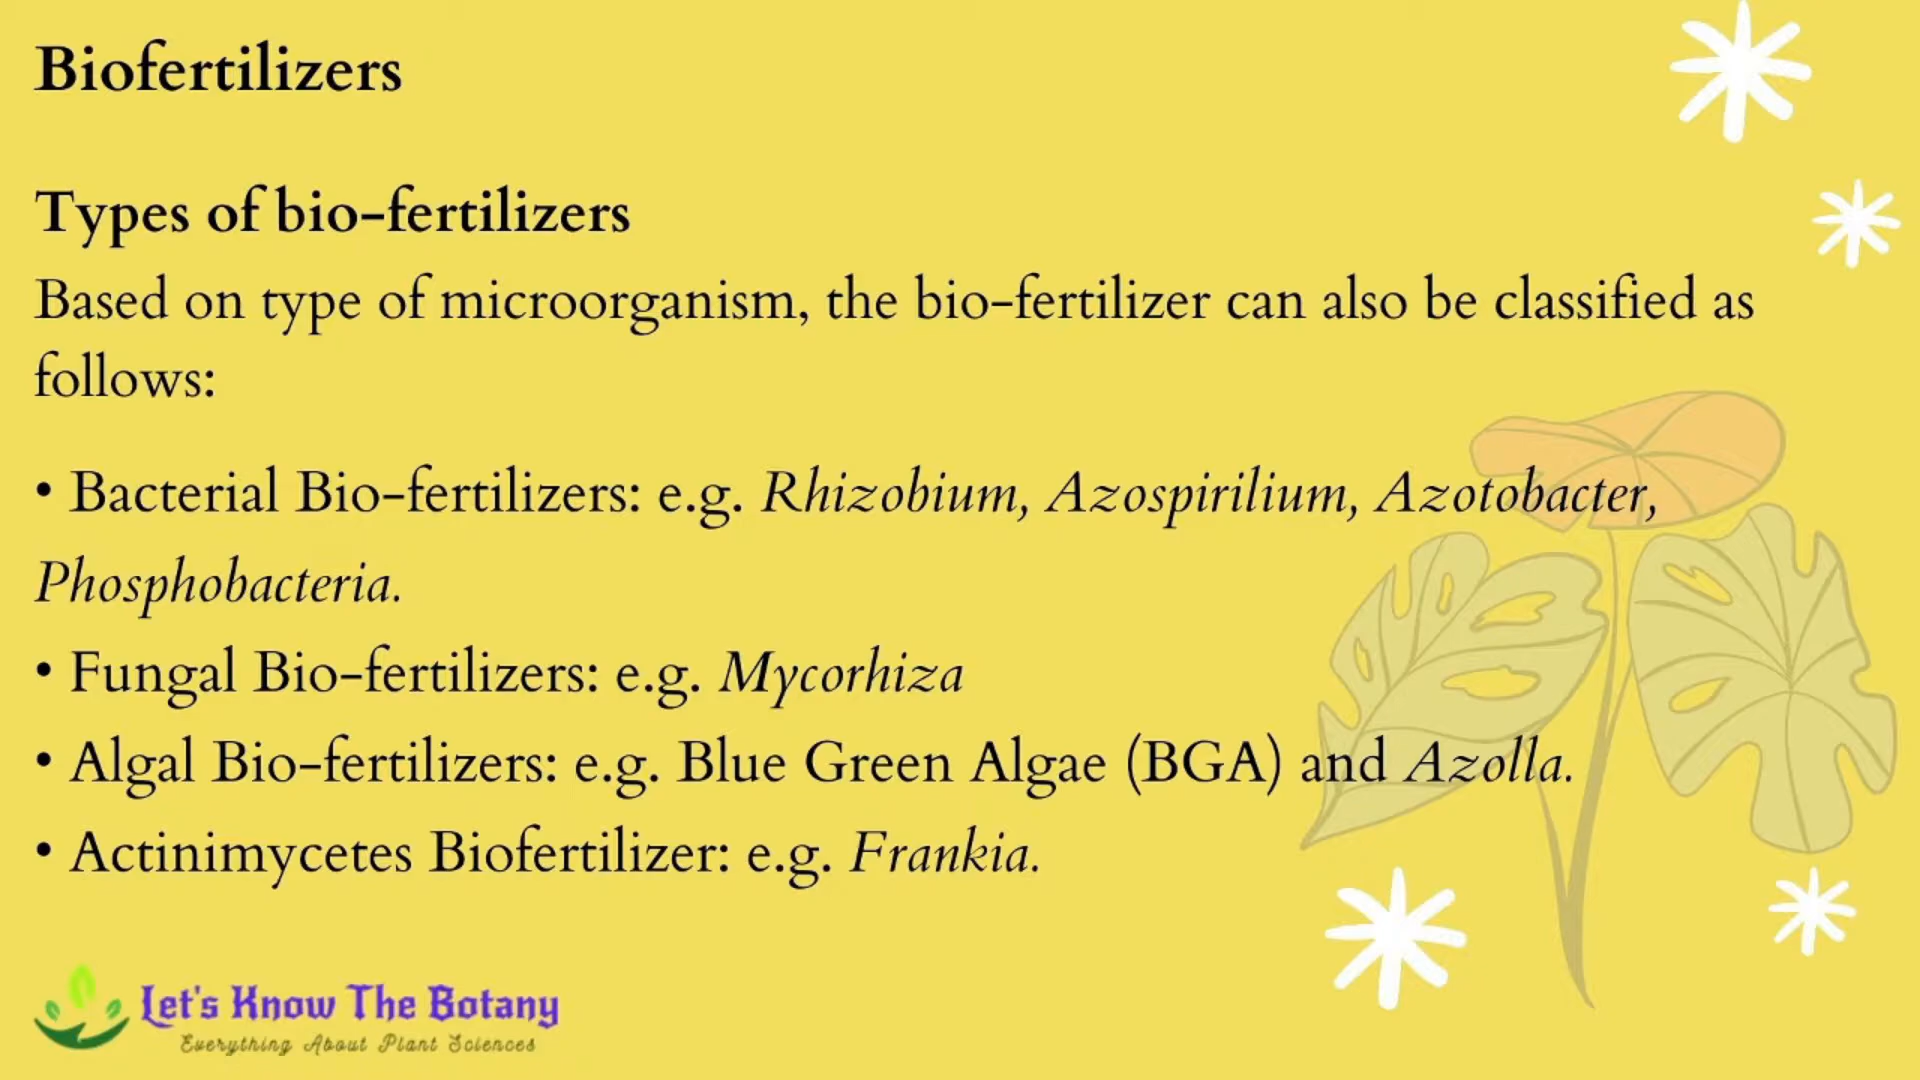 Biofertilizers
Types of bio-fertilizers
Based on type of microorganism, the bio-fertilizer can also be classified as
follows:
• Bacterial Bio-fertilizers: e.g. Rhizobium, Azospirilium, Azotobacter,
Phosphobacteria.
• Fungal Bio-fertilizers: e.g. Mycorhiza
• Algal Bio-fertilizers: e.g. Blue Green Algae (BGA) and Azolla.
• Actinimycetes Biofertilizer: e.g. Frankia.
Let's Know The Botany
Everything About Plant Sciences